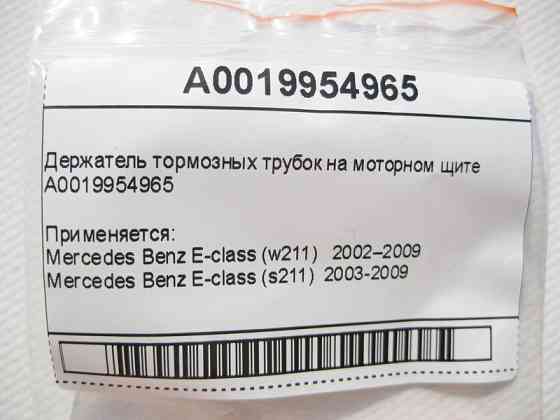 A0019954965
Держатель тормозных трубок на моторном щите
A0019954965
Применяется:
Mercedes Benz E-class (w211) 2002–2009
Mercedes Benz E-class (s211) 2003-2009